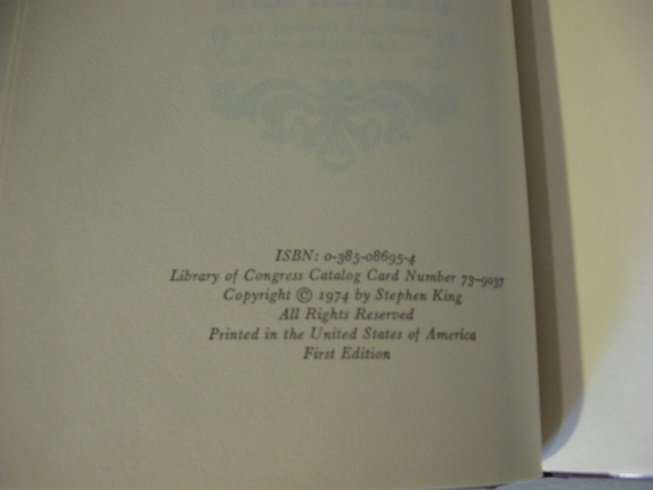 ISBN: 0-385-08695-4
Library of Congress Catalog Card Number 73-9037
Copyright © 1974 by Stephen King
All Rights Reserved
Printed in the United States of America
First Edition